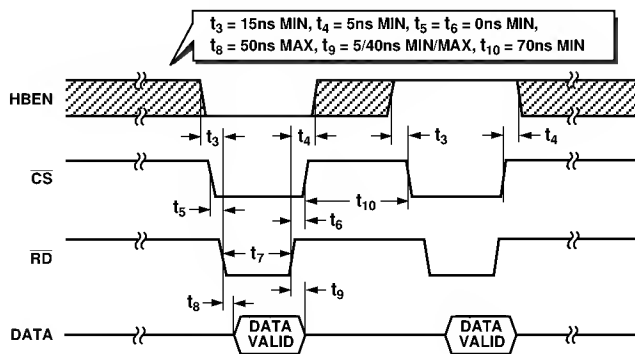 t3 = 15ns MIN, t4 = 5ns MIN, t5 = t6 = 0ns MIN,
t8 = 50ns MAX, t9 = 5/40ns MIN/MAX, t10 = 70ns MIN
HBEN
t3 t4 t3 t4
CS
t5 t6 t10
RD
t7
t8 t9
DATA
DATA VALID
DATA VALID